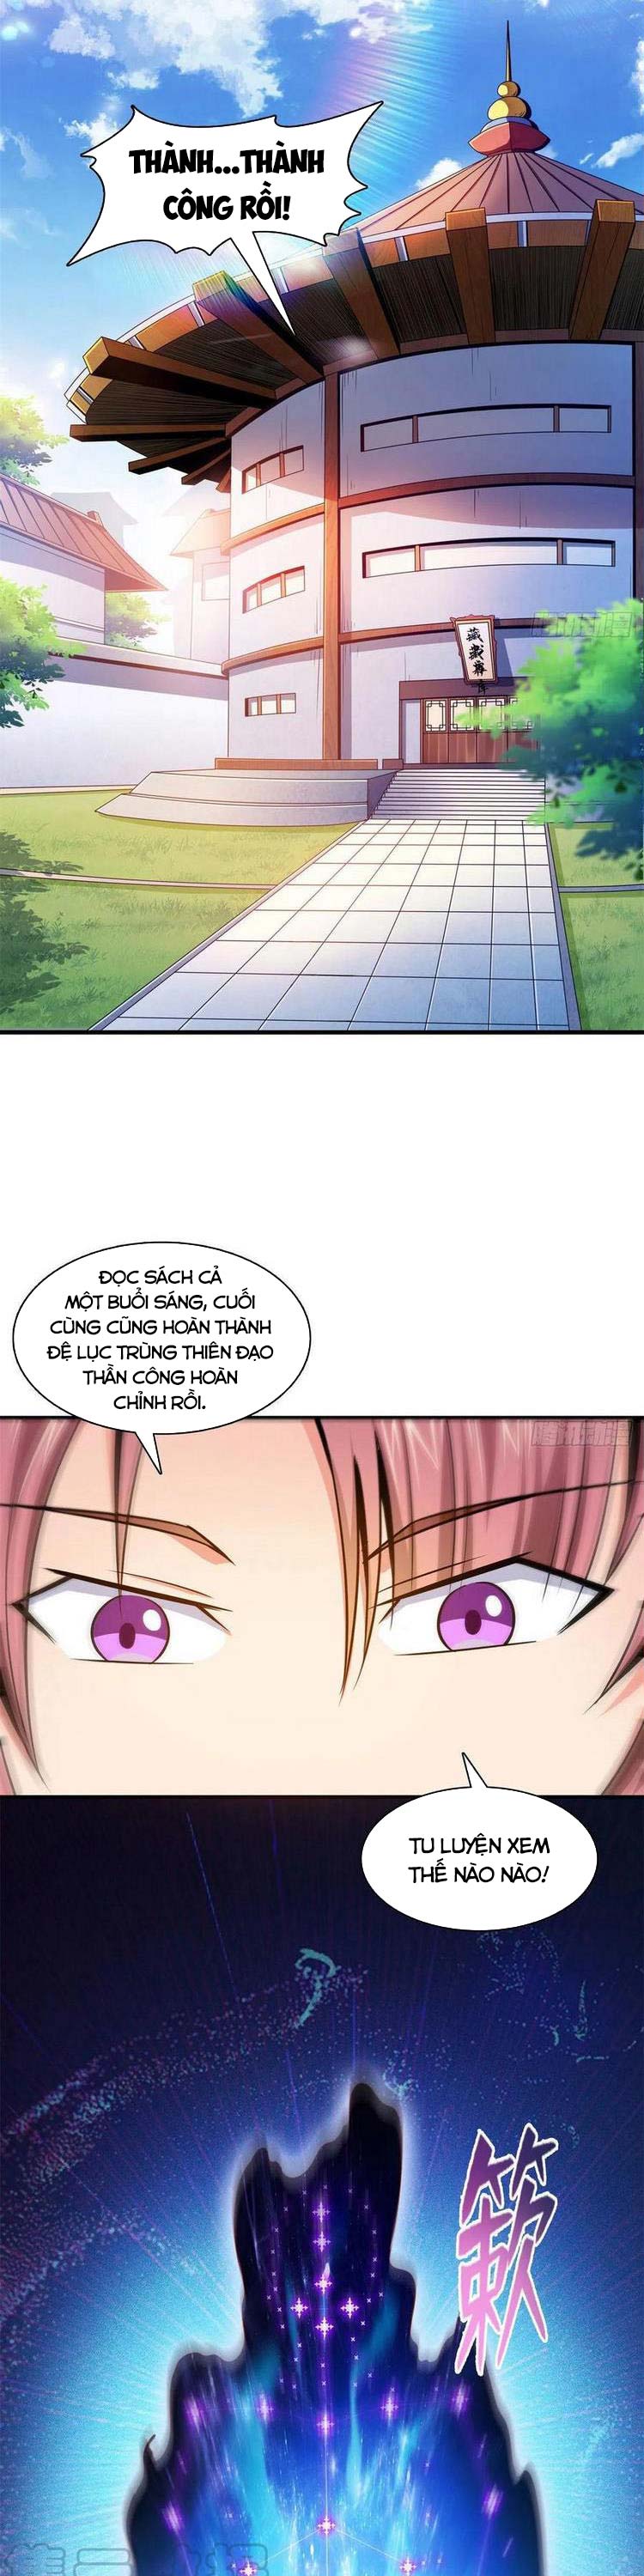 THÀNH...THÀNH
CÔNG RỒI!
ĐỌC SÁCH CẢ
MỘT BUỔI SÁNG, CUỐI
CÙNG CŨNG HOÀN THÀNH
ĐỆ LỤC TRÙNG THIÊN ĐẠO
THẦN CÔNG HOÀN
CHỈNH RỒI.
TU LUYỆN XEM
THẾ NÀO NÀO!
簌